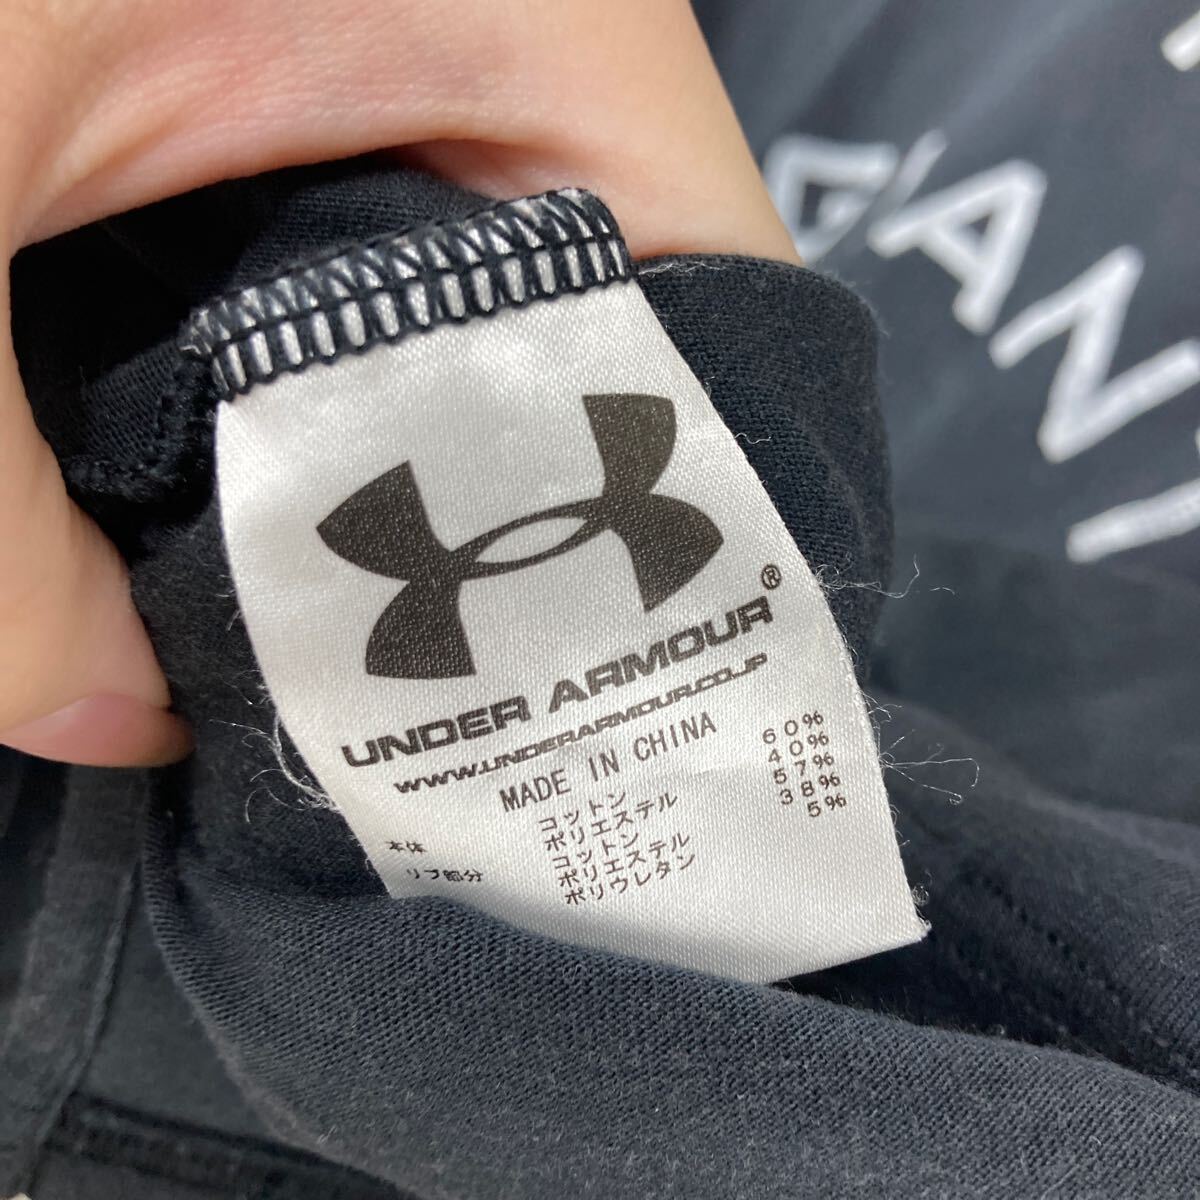 GANT
UNDER ARMOUR®
WWW.UNDERARMOUR.CO.JP
MADE IN CHINA
本体 コットン 60%
ポリエステル 40%
リブ部分 コットン 57%
ポリエステル 38%
ポリウレタン 5%